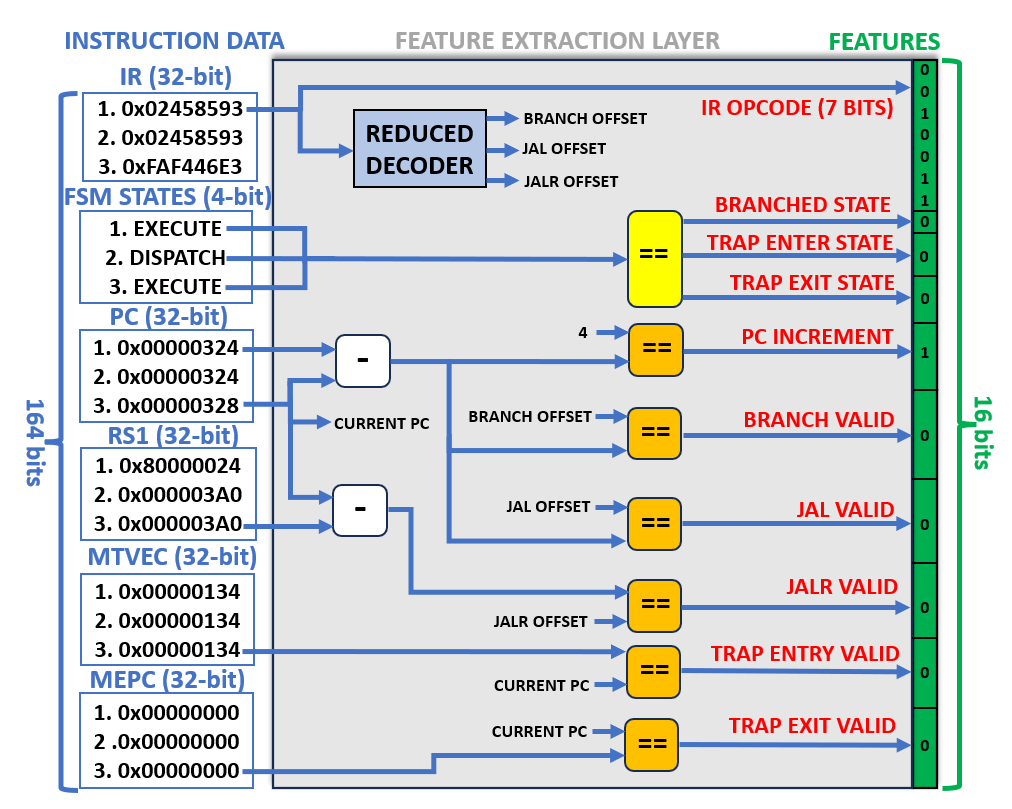 INSTRUCTION DATA
FEATURE EXTRACTION LAYER
FEATURES
IR (32-bit)
1. 0x02458593
2. 0x02458593
3. 0xFAF446E3
FSM STATES (4-bit)
1. EXECUTE
2. DISPATCH
3. EXECUTE
PC (32-bit)
1. 0x00000324
2. 0x00000324
3. 0x00000328
RS1 (32-bit)
1. 0x80000024
2. 0x000003A0
3. 0x000003A0
MTVEC (32-bit)
1. 0x00000134
2. 0x00000134
3. 0x00000134
MEPC (32-bit)
1. 0x00000000
2 .0x00000000
3. 0x00000000
164 bits
REDUCED
DECODER
BRANCH OFFSET
JAL OFFSET
JALR OFFSET
IR OPCODE (7 BITS)
==
BRANCHED STATE
TRAP ENTER STATE
TRAP EXIT STATE
-
CURRENT PC
4
==
PC INCREMENT
BRANCH OFFSET
==
BRANCH VALID
-
JAL OFFSET
==
JAL VALID
JALR OFFSET
==
JALR VALID
CURRENT PC
==
TRAP ENTRY VALID
CURRENT PC
==
TRAP EXIT VALID
0
0
1
0
0
1
1
0
0
0
1
0
0
0
0
0
16 bits